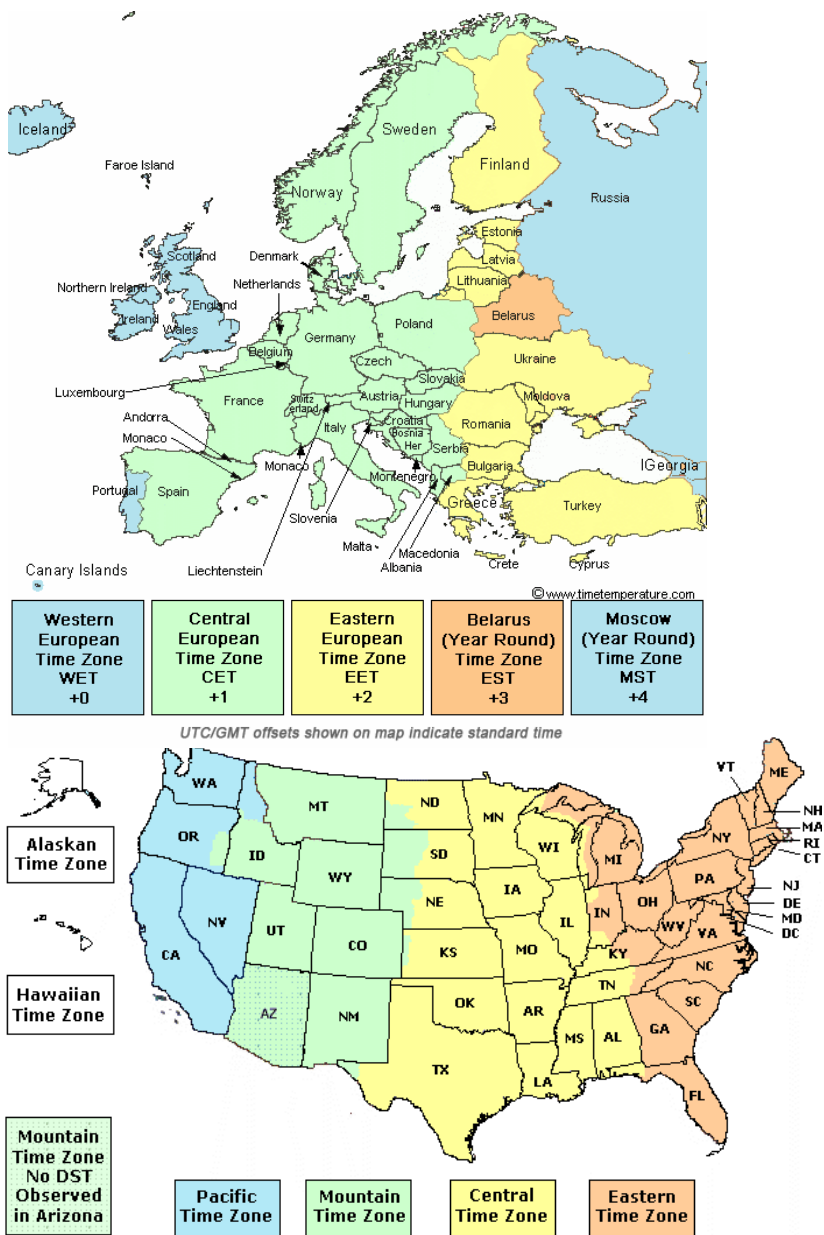 Iceland
Faroe Island
Sweden
Finland
Norway
Russia
Estonia
Scotland
Denmark
Latvia
Northern Ireland
Netherlands
Lithuania
England
Ireland
Wales
Belarus
Germany
Poland
Belgium
Ukraine
Czech
Luxembourg
Slovakia
France
Switz
erland
Austria
Moldova
Hungary
Andorra
Croatia
Romania
Monaco
Italy
Bosnia
Her
Serbia
Monaco
Bulgaria
IGeorgia
Portugal
Spain
Montenegro
Greece
Turkey
Slovenia
Malta
Macedonia
Liechtenstein
Albania
Crete
Cyprus
Canary Islands
© www.timetemperature.com
Western
European
Time Zone
WET
+0
Central
European
Time Zone
CET
+1
Eastern
European
Time Zone
EET
+2
Belarus
(Year Round)
Time Zone
EST
+3
Moscow
(Year Round)
Time Zone
MST
+4
UTC/GMT offsets shown on map indicate standard time
WA
MT
ND
MN
VT
ME
NH
MA
RI
CT
OR
ID
WY
SD
WI
MI
NY
Alaskan
Time Zone
NE
IA
PA
NJ
DE
MD
DC
NV
UT
CO
IL
IN
OH
WV
VA
CA
KS
MO
KY
NC
Hawaiian
Time Zone
AZ
NM
OK
AR
TN
SC
TX
MS
AL
GA
LA
FL
Mountain
Time Zone
No DST
Observed
in Arizona
Pacific
Time Zone
Mountain
Time Zone
Central
Time Zone
Eastern
Time Zone